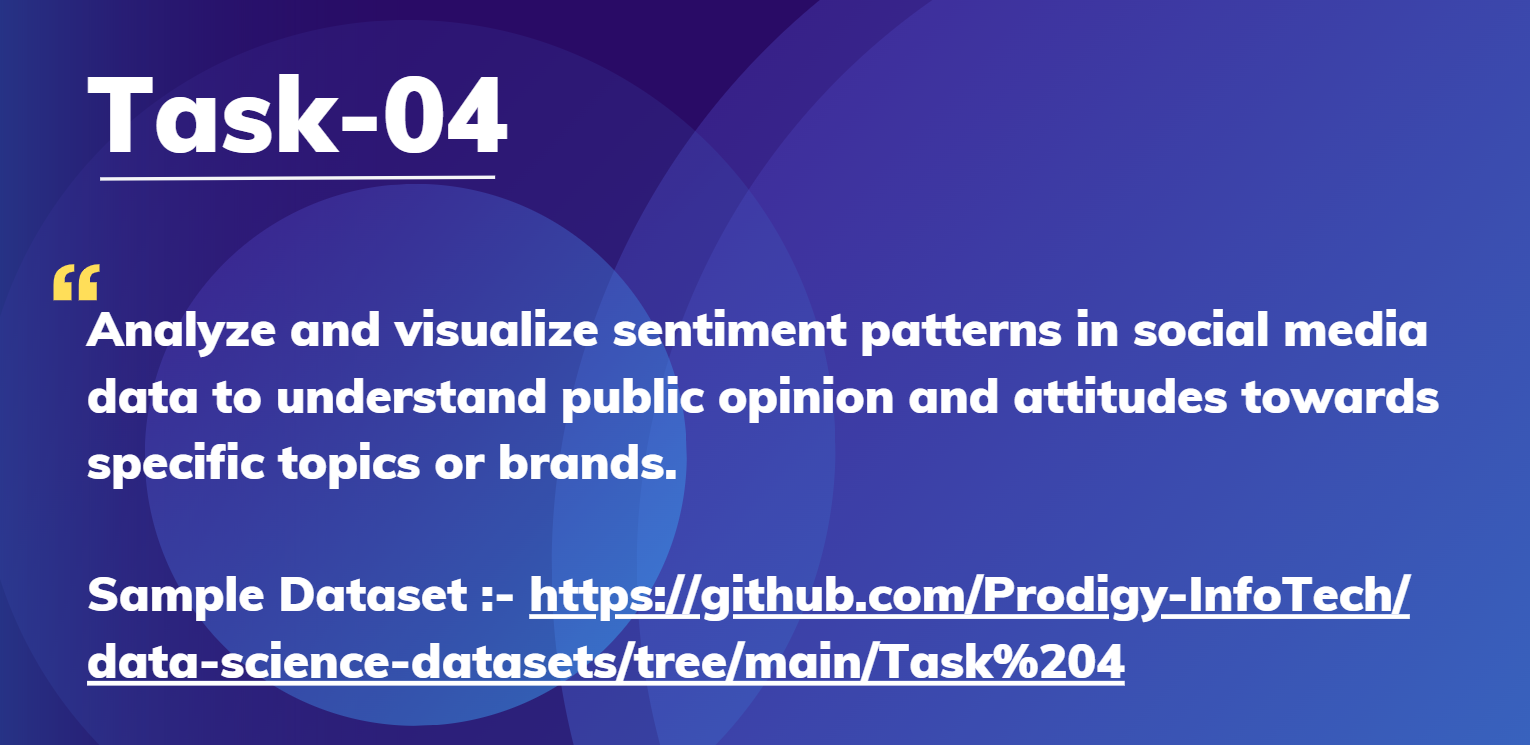 Task-04
“
Analyze and visualize sentiment patterns in social media
data to understand public opinion and attitudes towards
specific topics or brands.
Sample Dataset :- https://github.com/Prodigy-InfoTech/
data-science-datasets/tree/main/Task%204